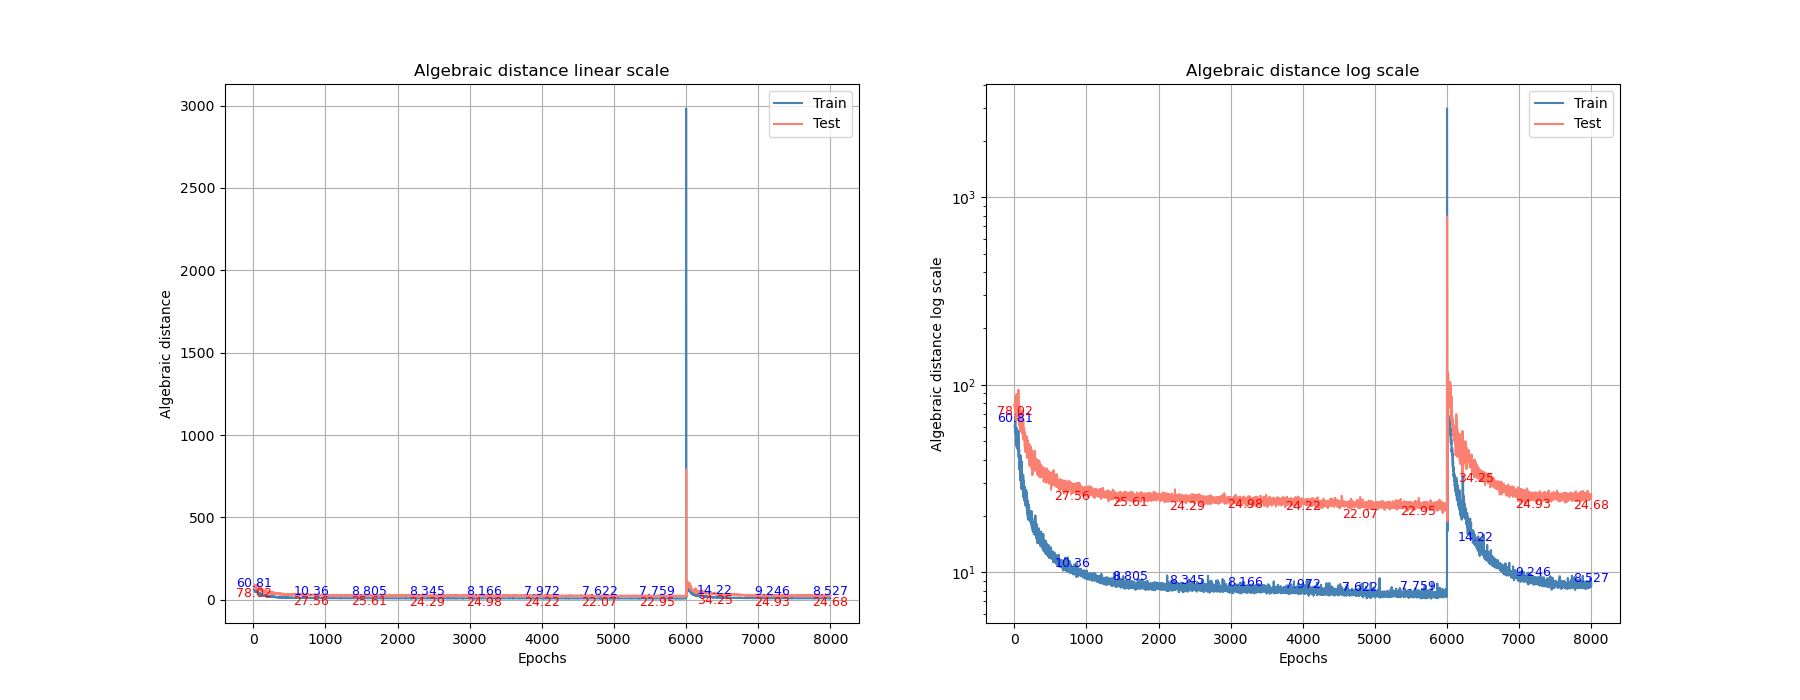 Algebraic distance linear scale
Algebraic distance
3000
2500
2000
1500
1000
500
0
Train
Test
60.81 10.36 8.805 8.345 8.166 7.972 7.622 7.759 14.22 9.246 8.527
78.02 27.56 25.61 24.29 24.98 24.22 22.07 22.95 34.25 24.93 24.68
0 1000 2000 3000 4000 5000 6000 7000 8000
Epochs
Algebraic distance log scale
Algebraic distance log scale
10³
10²
10¹
Train
Test
78.02 27.56 25.61 24.29 24.98 24.22 22.07 22.95 34.25 24.93 24.68
60.81 10.36 8.805 8.345 8.166 7.972 7.622 7.759 14.22 9.246 8.527
0 1000 2000 3000 4000 5000 6000 7000 8000
Epochs